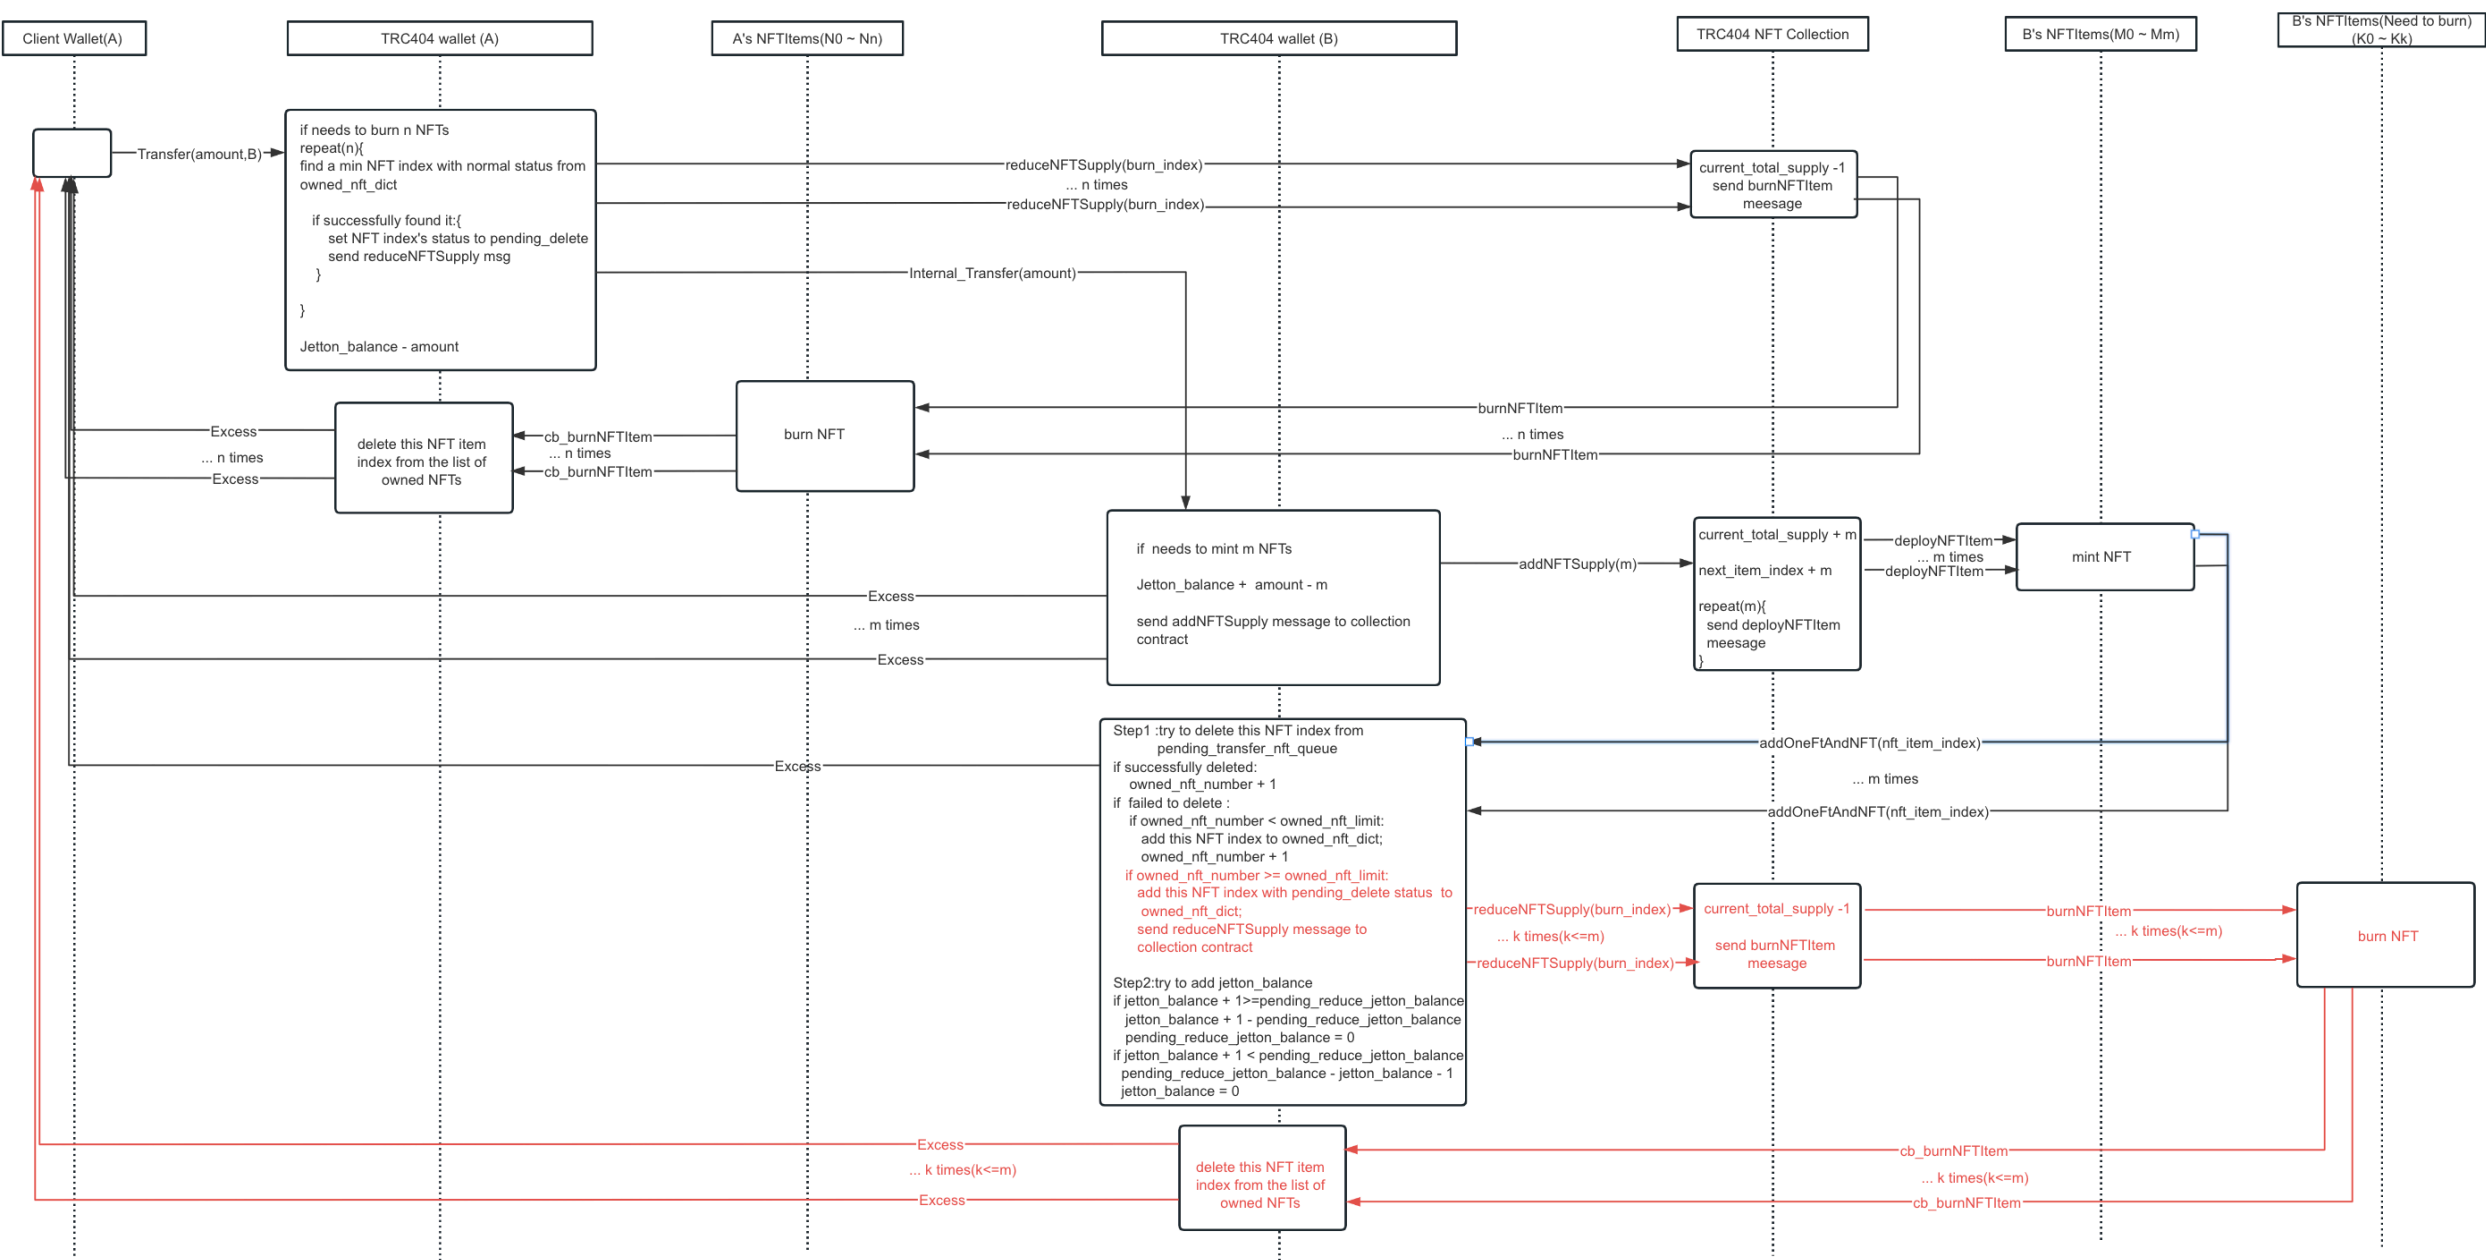 Client Wallet(A)
TRC404 wallet (A)
A's NFTItems(N0 ~ Nn)
TRC404 wallet (B)
TRC404 NFT Collection
B's NFTItems(M0 ~ Mm)
B's NFTItems(Need to burn)
(K0 ~ Kk)
Transfer(amount,B)
if needs to burn n NFTs
repeat(n){
find a min NFT index with normal status from
owned_nft_dict
if successfully found it:{
set NFT index's status to pending_delete
send reduceNFTSupply msg
}
}
Jetton_balance - amount
reduceNFTSupply(burn_index)
... n times
reduceNFTSupply(burn_index)
Internal_Transfer(amount)
current_total_supply -1
send burnNFTItem
meesage
burnNFTItem
... n times
burnNFTItem
burn NFT
cb_burnNFTItem
... n times
cb_burnNFTItem
delete this NFT item
index from the list of
owned NFTs
Excess
... n times
Excess
if  needs to mint m NFTs
Jetton_balance +  amount - m
send addNFTSupply message to collection
contract
addNFTSupply(m)
current_total_supply + m
next_item_index + m
repeat(m){
send deployNFTItem
meesage
}
deployNFTItem
... m times
deployNFTItem
mint NFT
Excess
... m times
Excess
addOneFtAndNFT(nft_item_index)
... m times
addOneFtAndNFT(nft_item_index)
Excess
Step1 :try to delete this NFT index from
pending_transfer_nft_queue
if successfully deleted:
owned_nft_number + 1
if  failed to delete :
if owned_nft_number < owned_nft_limit:
add this NFT index to owned_nft_dict;
owned_nft_number + 1
if owned_nft_number >= owned_nft_limit:
add this NFT index with pending_delete status  to
owned_nft_dict;
send reduceNFTSupply message to
collection contract
Step2:try to add jetton_balance
if jetton_balance + 1>=pending_reduce_jetton_balance
jetton_balance + 1 - pending_reduce_jetton_balance
pending_reduce_jetton_balance = 0
if jetton_balance + 1 < pending_reduce_jetton_balance
pending_reduce_jetton_balance - jetton_balance - 1
jetton_balance = 0
reduceNFTSupply(burn_index)
... k times(k<=m)
reduceNFTSupply(burn_index)
current_total_supply -1
send burnNFTItem
meesage
burnNFTItem
... k times(k<=m)
burnNFTItem
burn NFT
cb_burnNFTItem
... k times(k<=m)
cb_burnNFTItem
delete this NFT item
index from the list of
owned NFTs
Excess
... k times(k<=m)
Excess